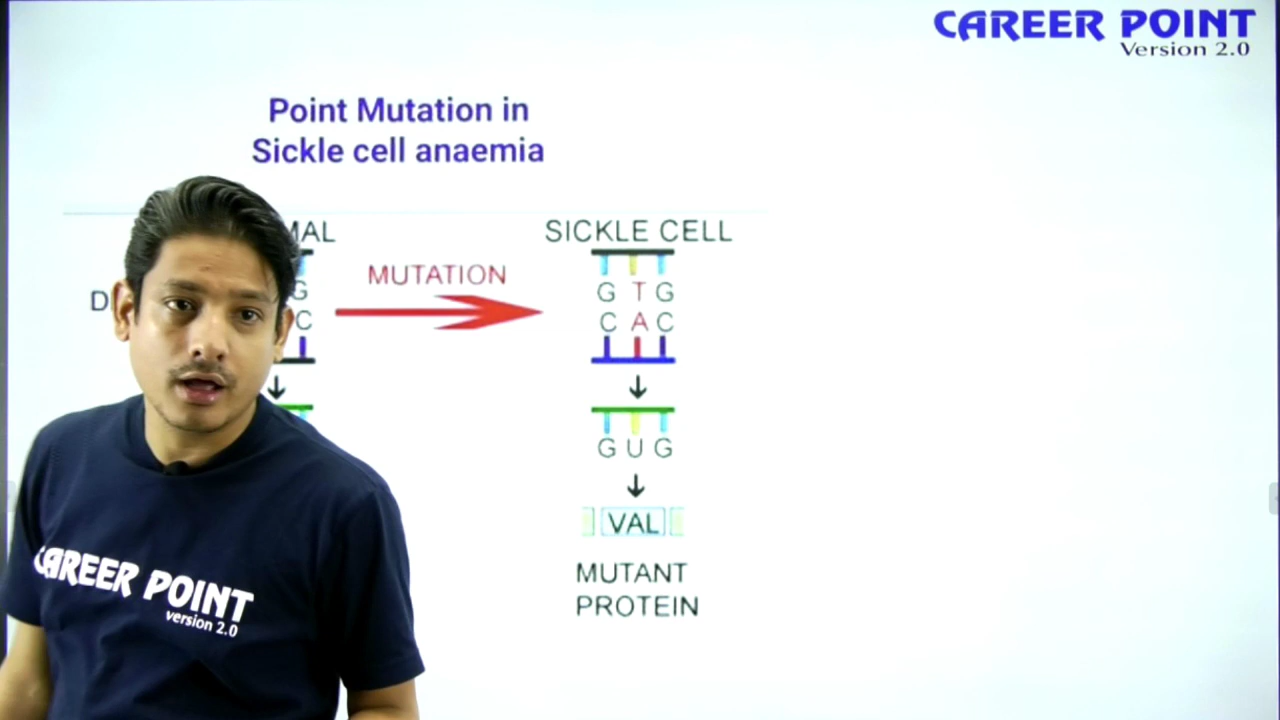 CAREER POINT
Version 2.0
Point Mutation in
Sickle cell anaemia
SICKLE CELL
MUTATION
G T G
G
C A C
C
G U G
VAL
MUTANT
PROTEIN
CAREER POINT
version 2.0